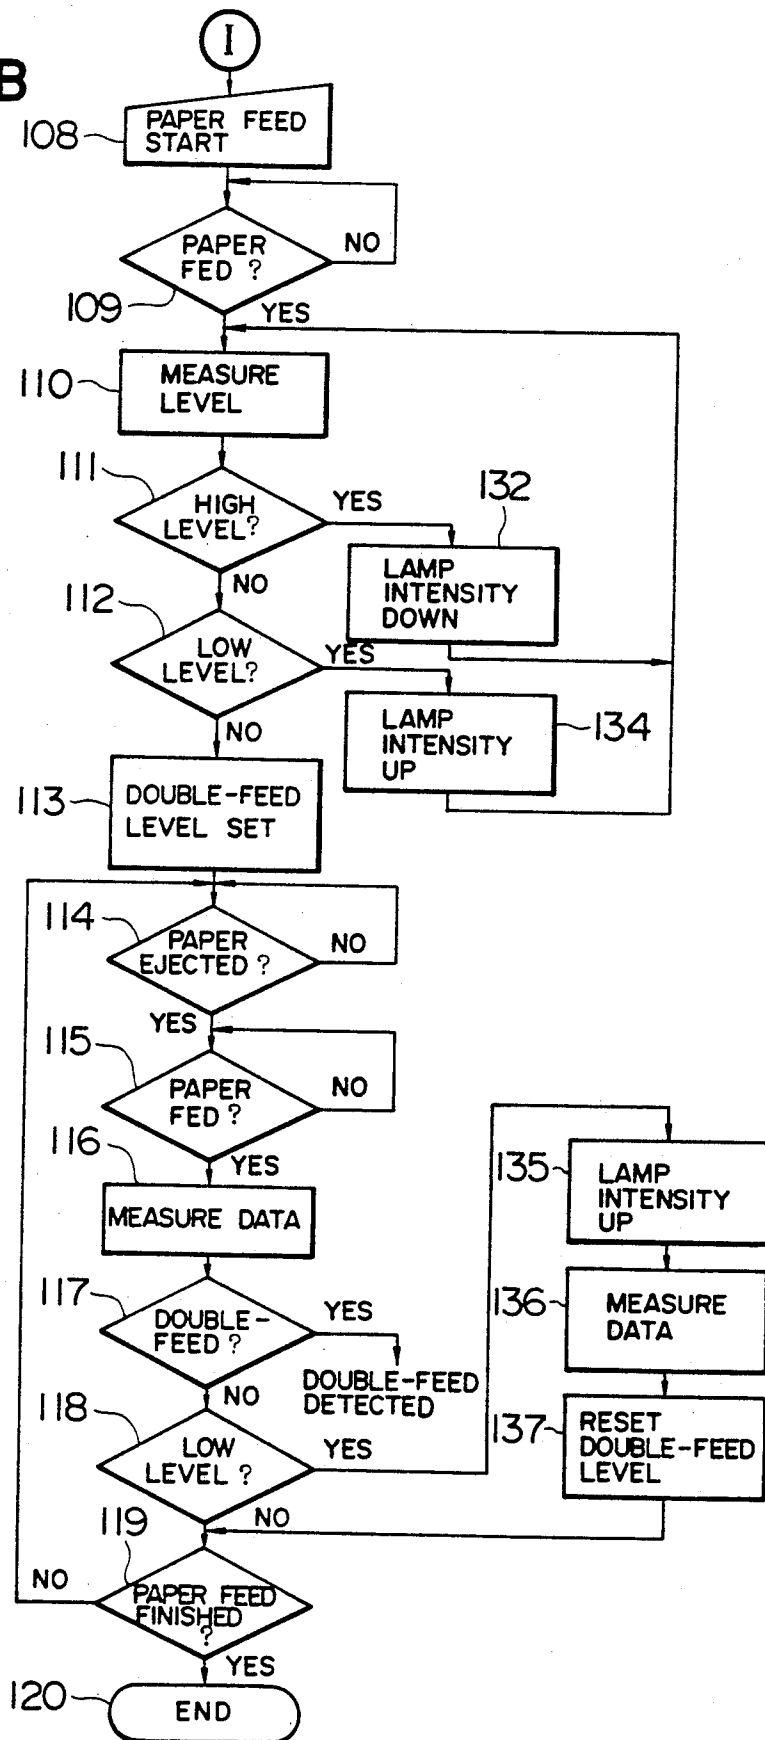 I
B
108
PAPER FEED
START
PAPER
FED ?
NO
109
YES
110
MEASURE
LEVEL
111
HIGH
LEVEL?
YES
132
LAMP
INTENSITY
DOWN
NO
112
LOW
LEVEL?
YES
LAMP
INTENSITY
UP
134
NO
113
DOUBLE-FEED
LEVEL SET
114
PAPER
EJECTED ?
NO
YES
115
PAPER
FED ?
NO
116
YES
MEASURE DATA
135
LAMP
INTENSITY
UP
117
DOUBLE-
FEED ?
YES
136
MEASURE
DATA
DOUBLE-FEED
DETECTED
NO
118
LOW
LEVEL ?
YES
137
RESET
DOUBLE-FEED
LEVEL
119
NO
NO
PAPER FEED
FINISHED
?
YES
120
END